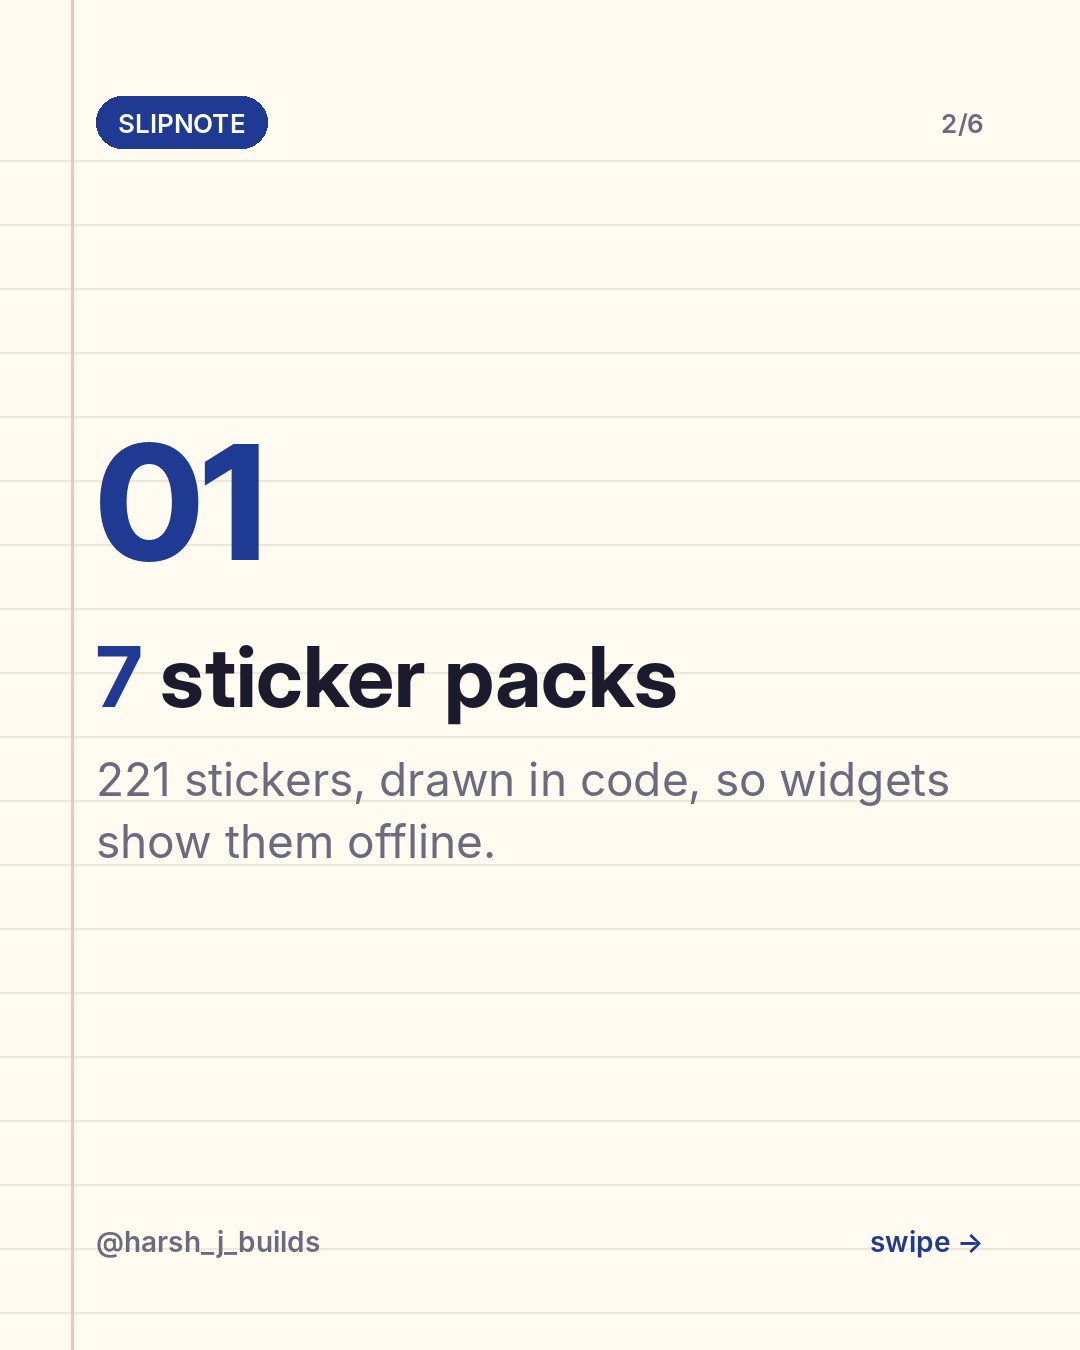 SLIPNOTE
2/6
01
7 sticker packs
221 stickers, drawn in code, so widgets
show them offline.
@harsh_j_builds
swipe →